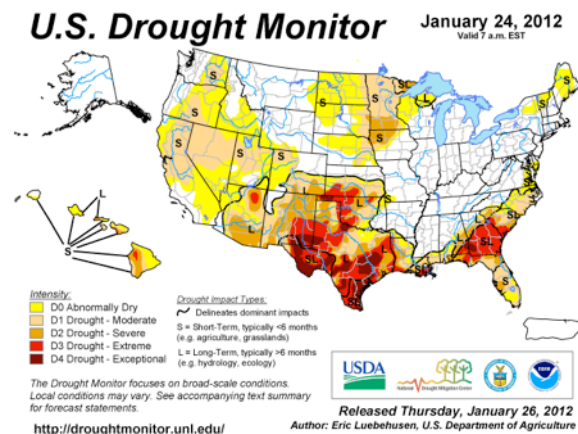 U.S. Drought Monitor
January 24, 2012
Valid 7 a.m. EST
Intensity:
D0 Abnormally Dry
D1 Drought - Moderate
D2 Drought - Severe
D3 Drought - Extreme
D4 Drought - Exceptional
Drought Impact Types:
Delineates dominant impacts
S = Short-Term, typically <6 months
(e.g. agriculture, grasslands)
L = Long-Term, typically >6 months
(e.g. hydrology, ecology)
The Drought Monitor focuses on broad-scale conditions.
Local conditions may vary. See accompanying text summary
for forecast statements.
http://droughtmonitor.unl.edu/
USDA
National Drought Mitigation Center
Released Thursday, January 26, 2012
Author: Eric Luebehusen, U.S. Department of Agriculture